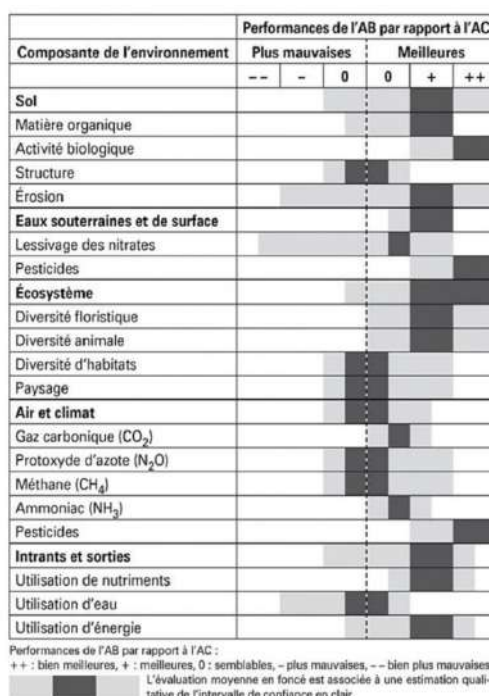 Performances de l'AB par rapport à l'AC
Composante de l'environnement Plus mauvaises Meilleures
– – – 0 0 + ++
Sol
Matière organique
Activité biologique
Structure
Érosion
Eaux souterraines et de surface
Lessivage des nitrates
Pesticides
Écosystème
Diversité floristique
Diversité animale
Diversité d'habitats
Paysage
Air et climat
Gaz carbonique (CO₂)
Protoxyde d'azote (N₂O)
Méthane (CH₄)
Ammoniac (NH₃)
Pesticides
Intrants et sorties
Utilisation de nutriments
Utilisation d'eau
Utilisation d'énergie
Performances de l'AB par rapport à l'AC :
++ : bien meilleures, + : meilleures, 0 : semblables, – plus mauvaises, – – bien plus mauvaises
L'évaluation moyenne en foncé est associée à une estimation quali-
tative de l'intervalle de confiance en clair